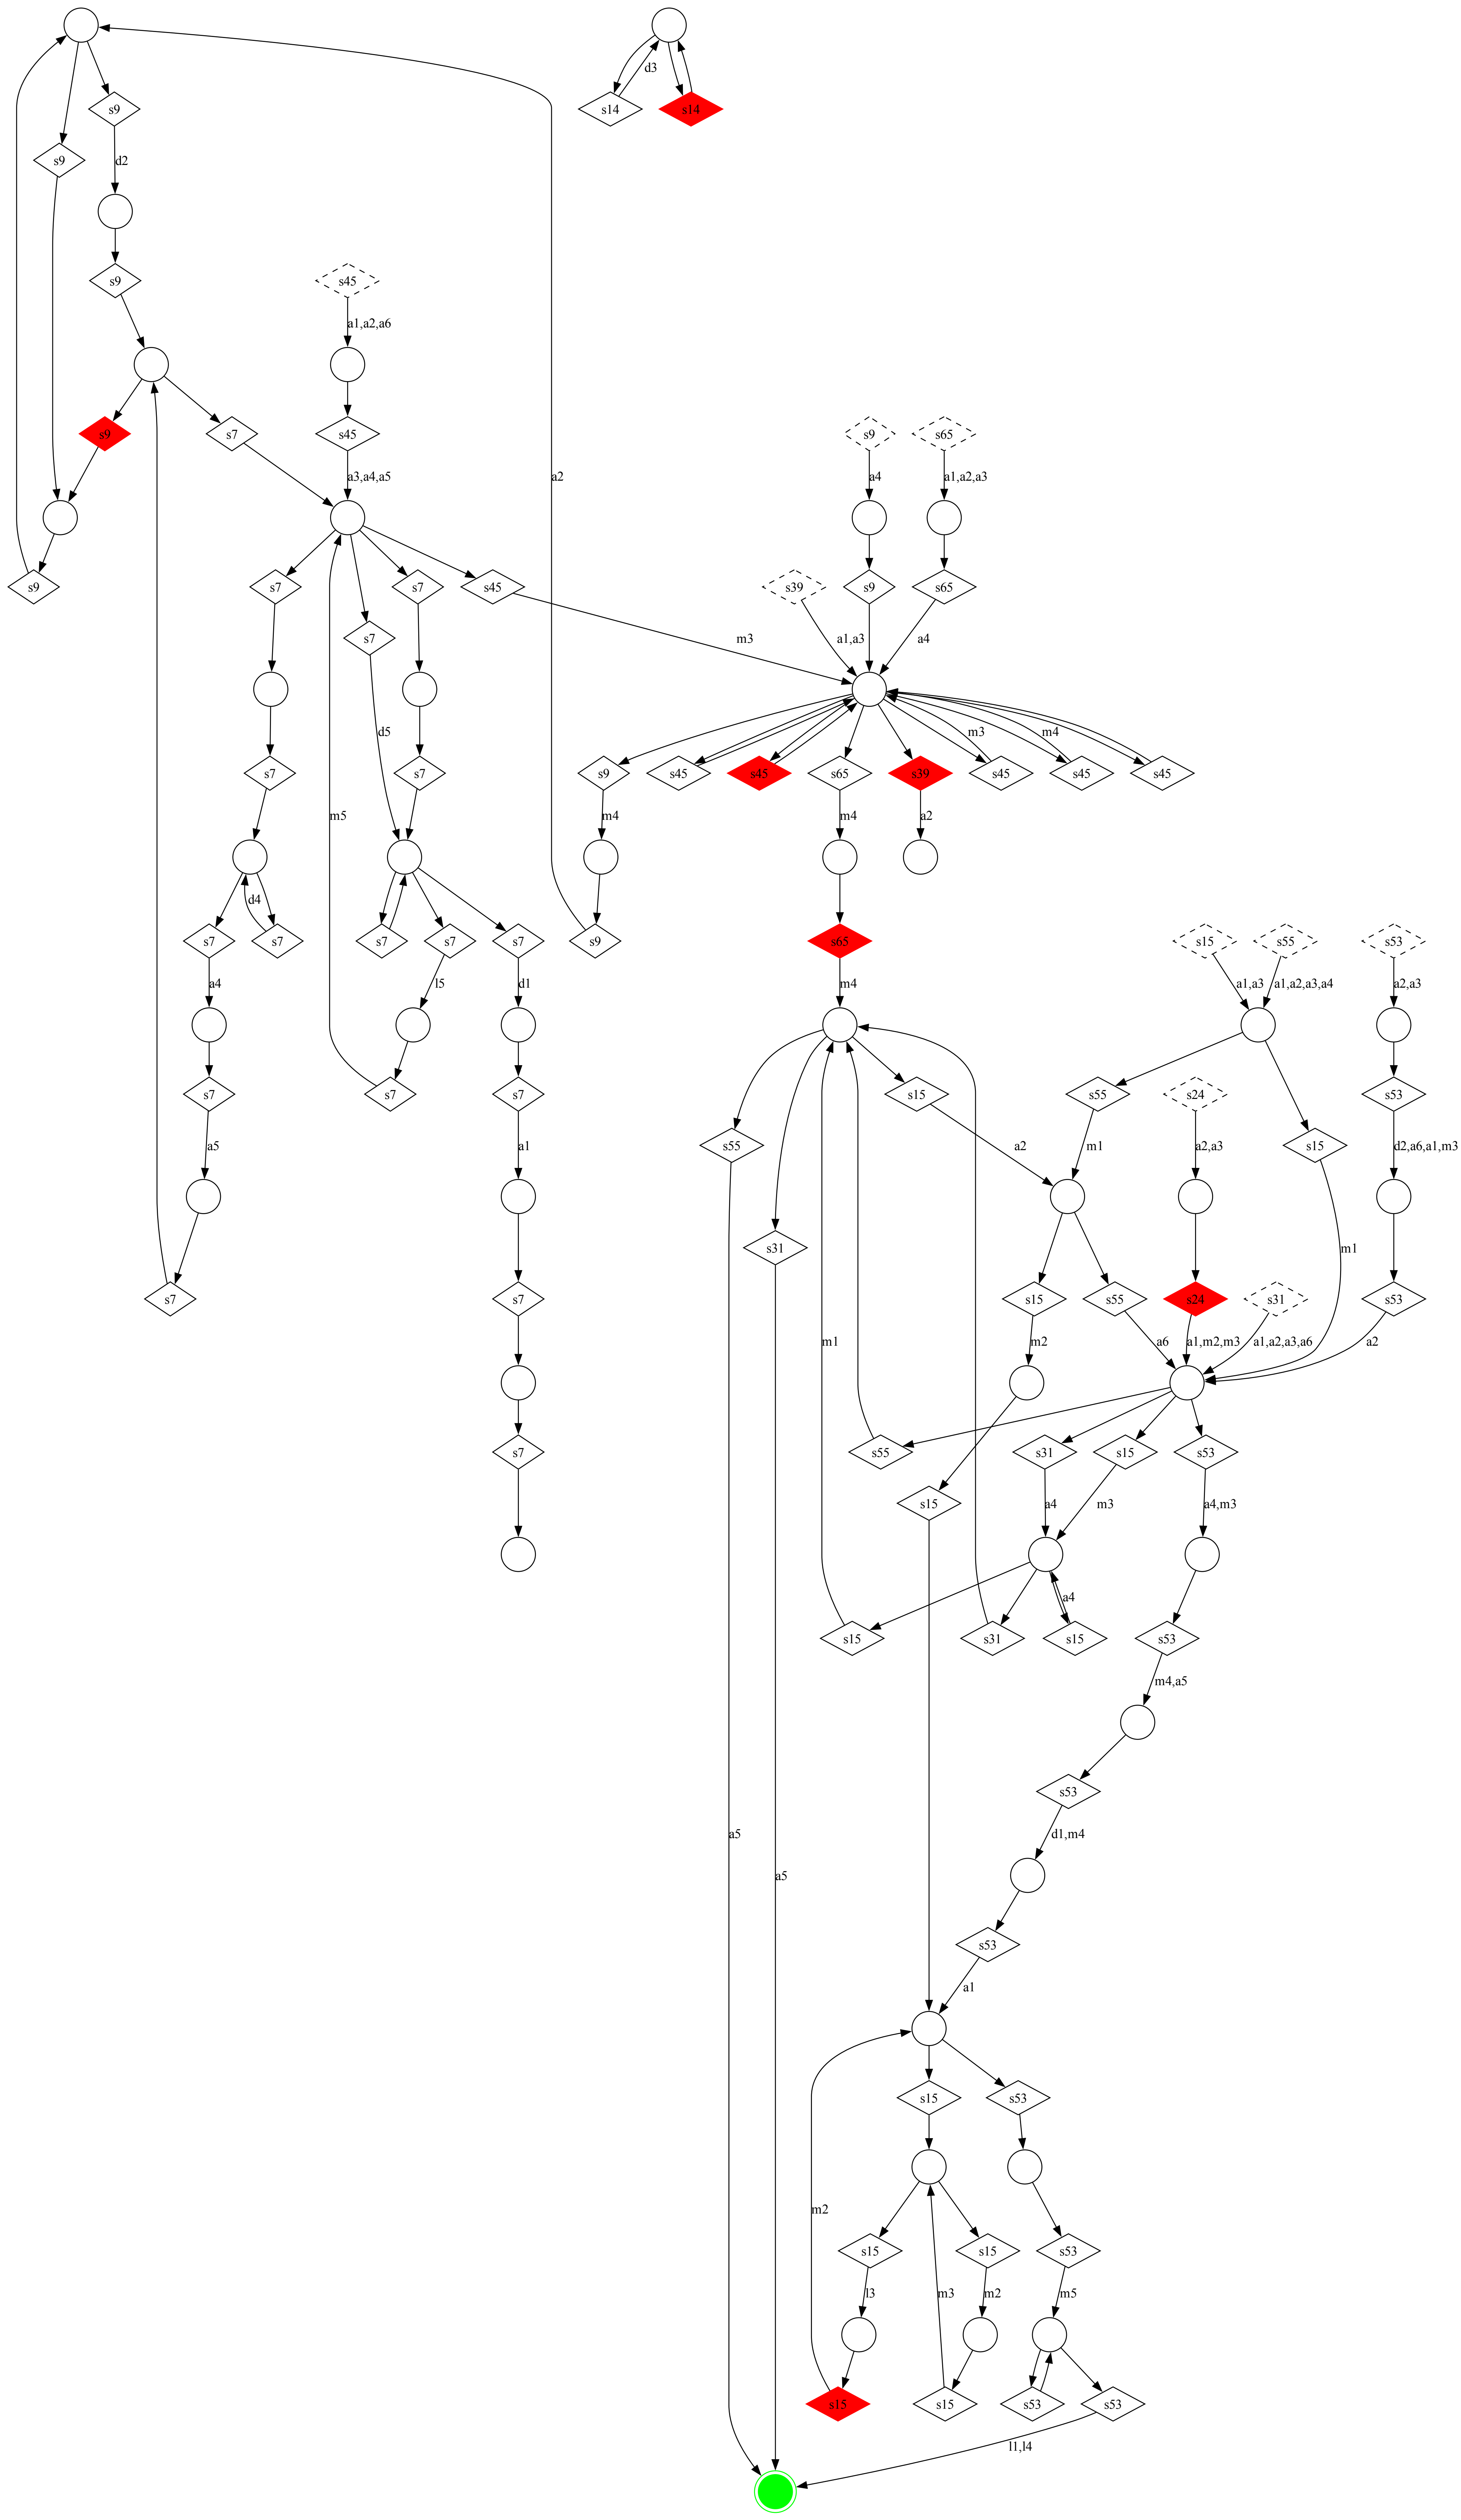 d3
s9
s14
s14
s9
d2
s9
s45
a1,a2,a6
s9
s7
s45
s9
s65
a3,a4,a5
a2
a4
a1,a2,a3
s9
s7
s7
s45
s39
s9
s65
s7
m3
a1,a3
a4
d5
m3
m4
s7
s7
s9
s45
s45
s65
s39
s45
s45
s45
m5
m4
m4
a2
d4
s7
s7
s7
s7
s7
s9
s65
s15
s55
s53
a4
l5
d1
m4
a1,a3
a1,a2,a3,a4
a2,a3
s7
s7
s7
s15
s55
s24
s53
s55
s15
a5
a1
a2
m1
a2,a3
d2,a6,a1,m3
s31
m1
s7
s7
s15
s55
s24
s31
s53
m1
m2
a6
a1,m2,m3
a1,a2,a3,a6
a2
s7
s55
s31
s15
s53
s15
a4
m3
a4,m3
a4
s15
s31
s15
s53
m4,a5
s53
a5
d1,m4
a5
s53
a1
s15
s53
m2
s15
s15
s53
l3
m3
m2
m5
s15
s15
s53
s53
l1,l4